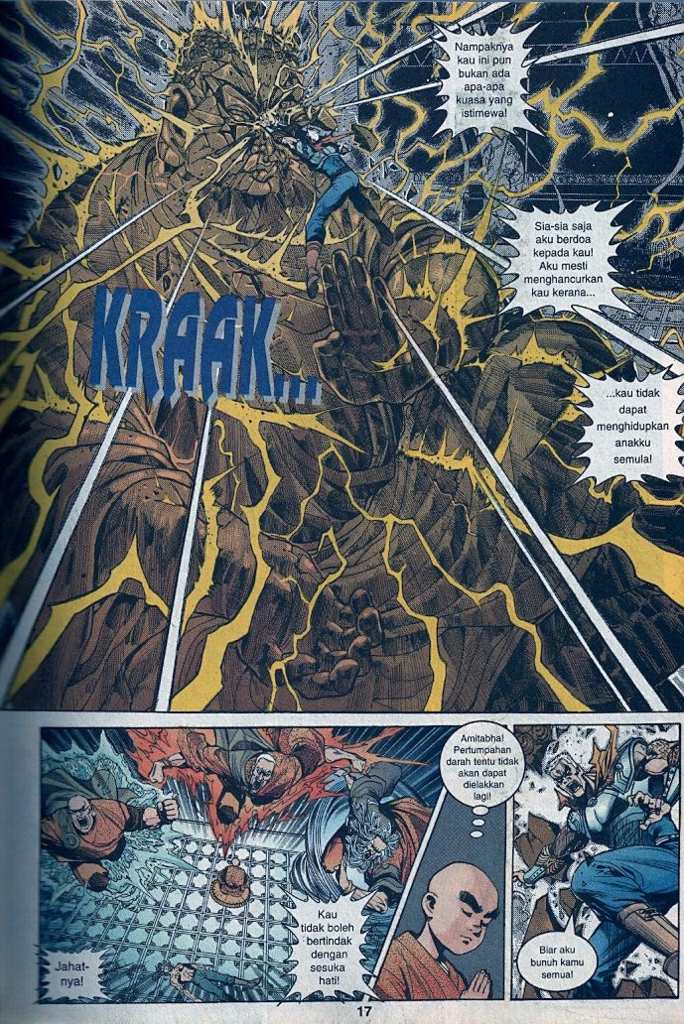 Nampaknya
kau ini pun
bukan ada
apa-apa
kuasa yang
istimewa!
Sia-sia saja
aku berdoa
kepada kau!
Aku mesti
menghancurkan
kau kerana...
KRAAK...
...kau tidak
dapat
menghidupkan
anakku
semula!
Jahat-
nya!
Kau
tidak boleh
bertindak
dengan
sesuka
hati!
Amitabha!
Pertumpahan
darah tentu tidak
akan dapat
dielakkan
lagi!
Biar aku
bunuh kamu
semua!
17